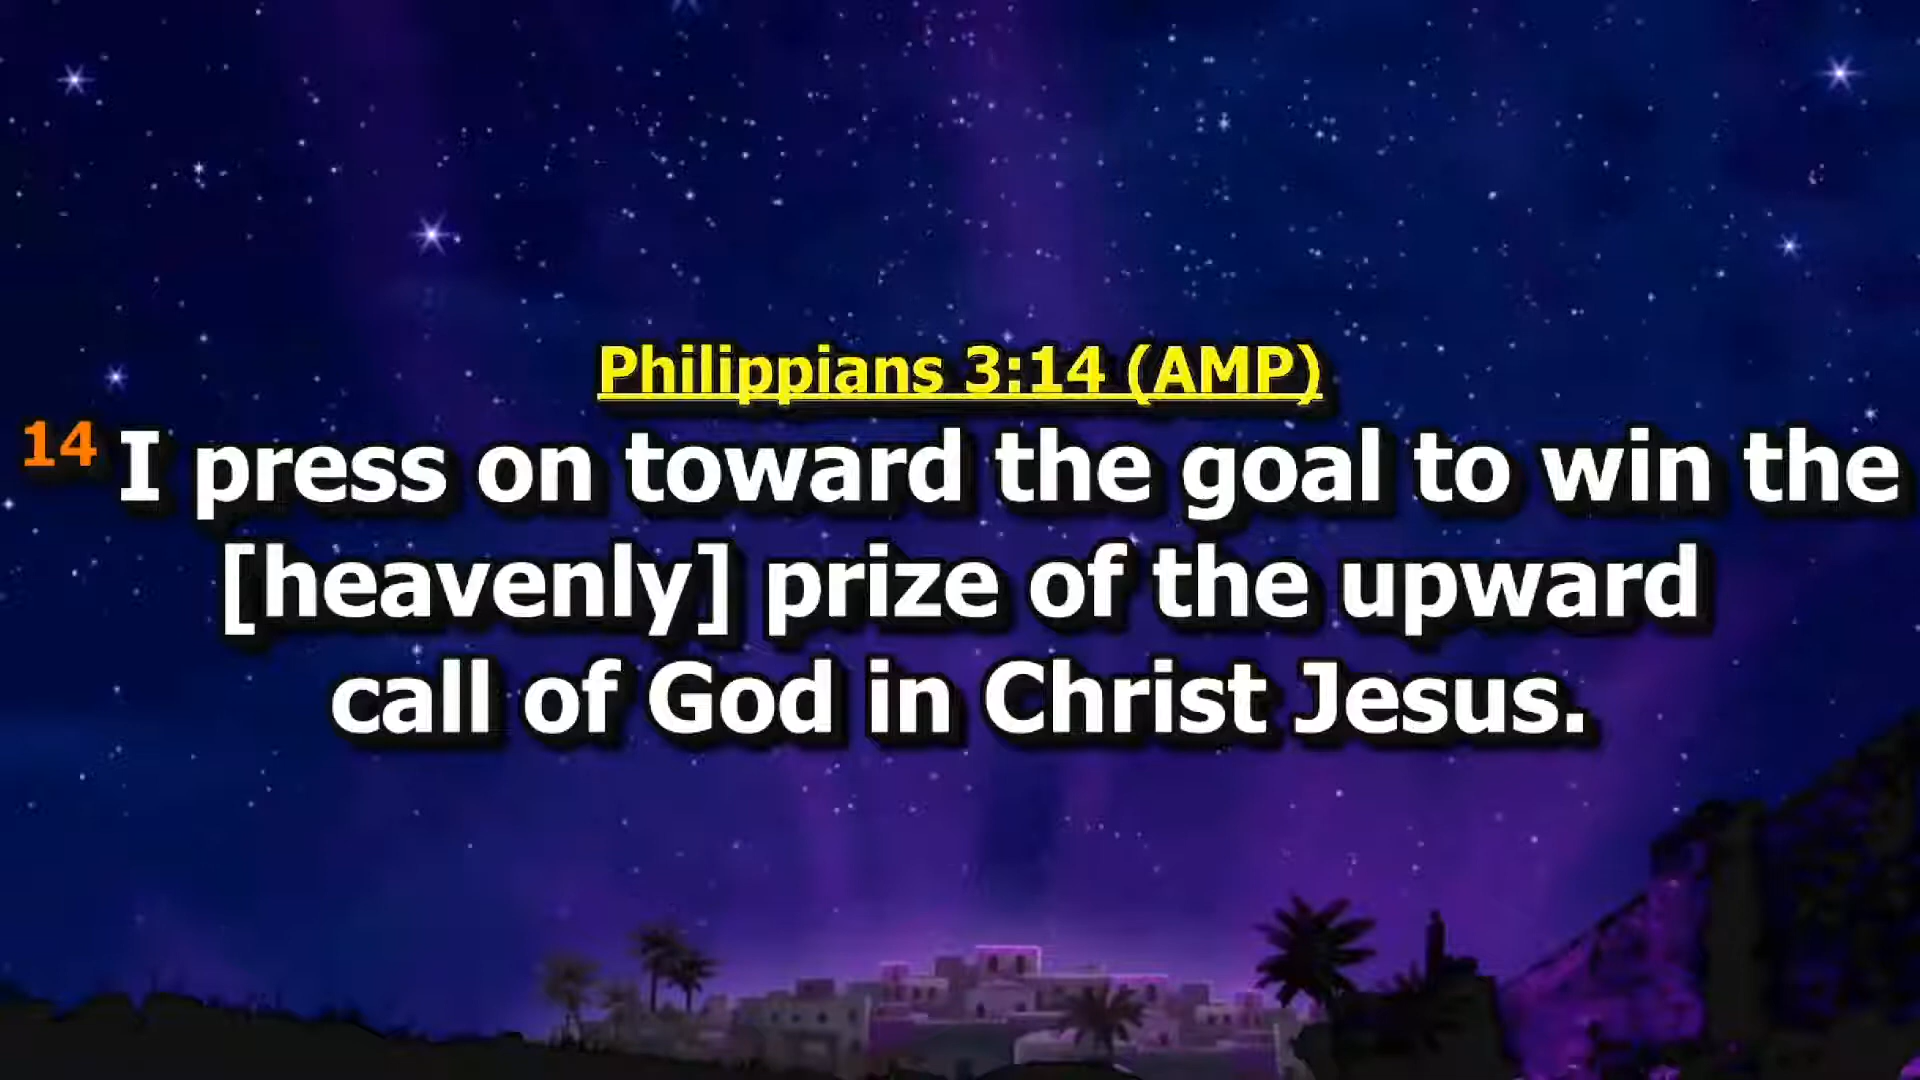 Philippians 3:14 (AMP)
14 I press on toward the goal to win the
[heavenly] prize of the upward
call of God in Christ Jesus.